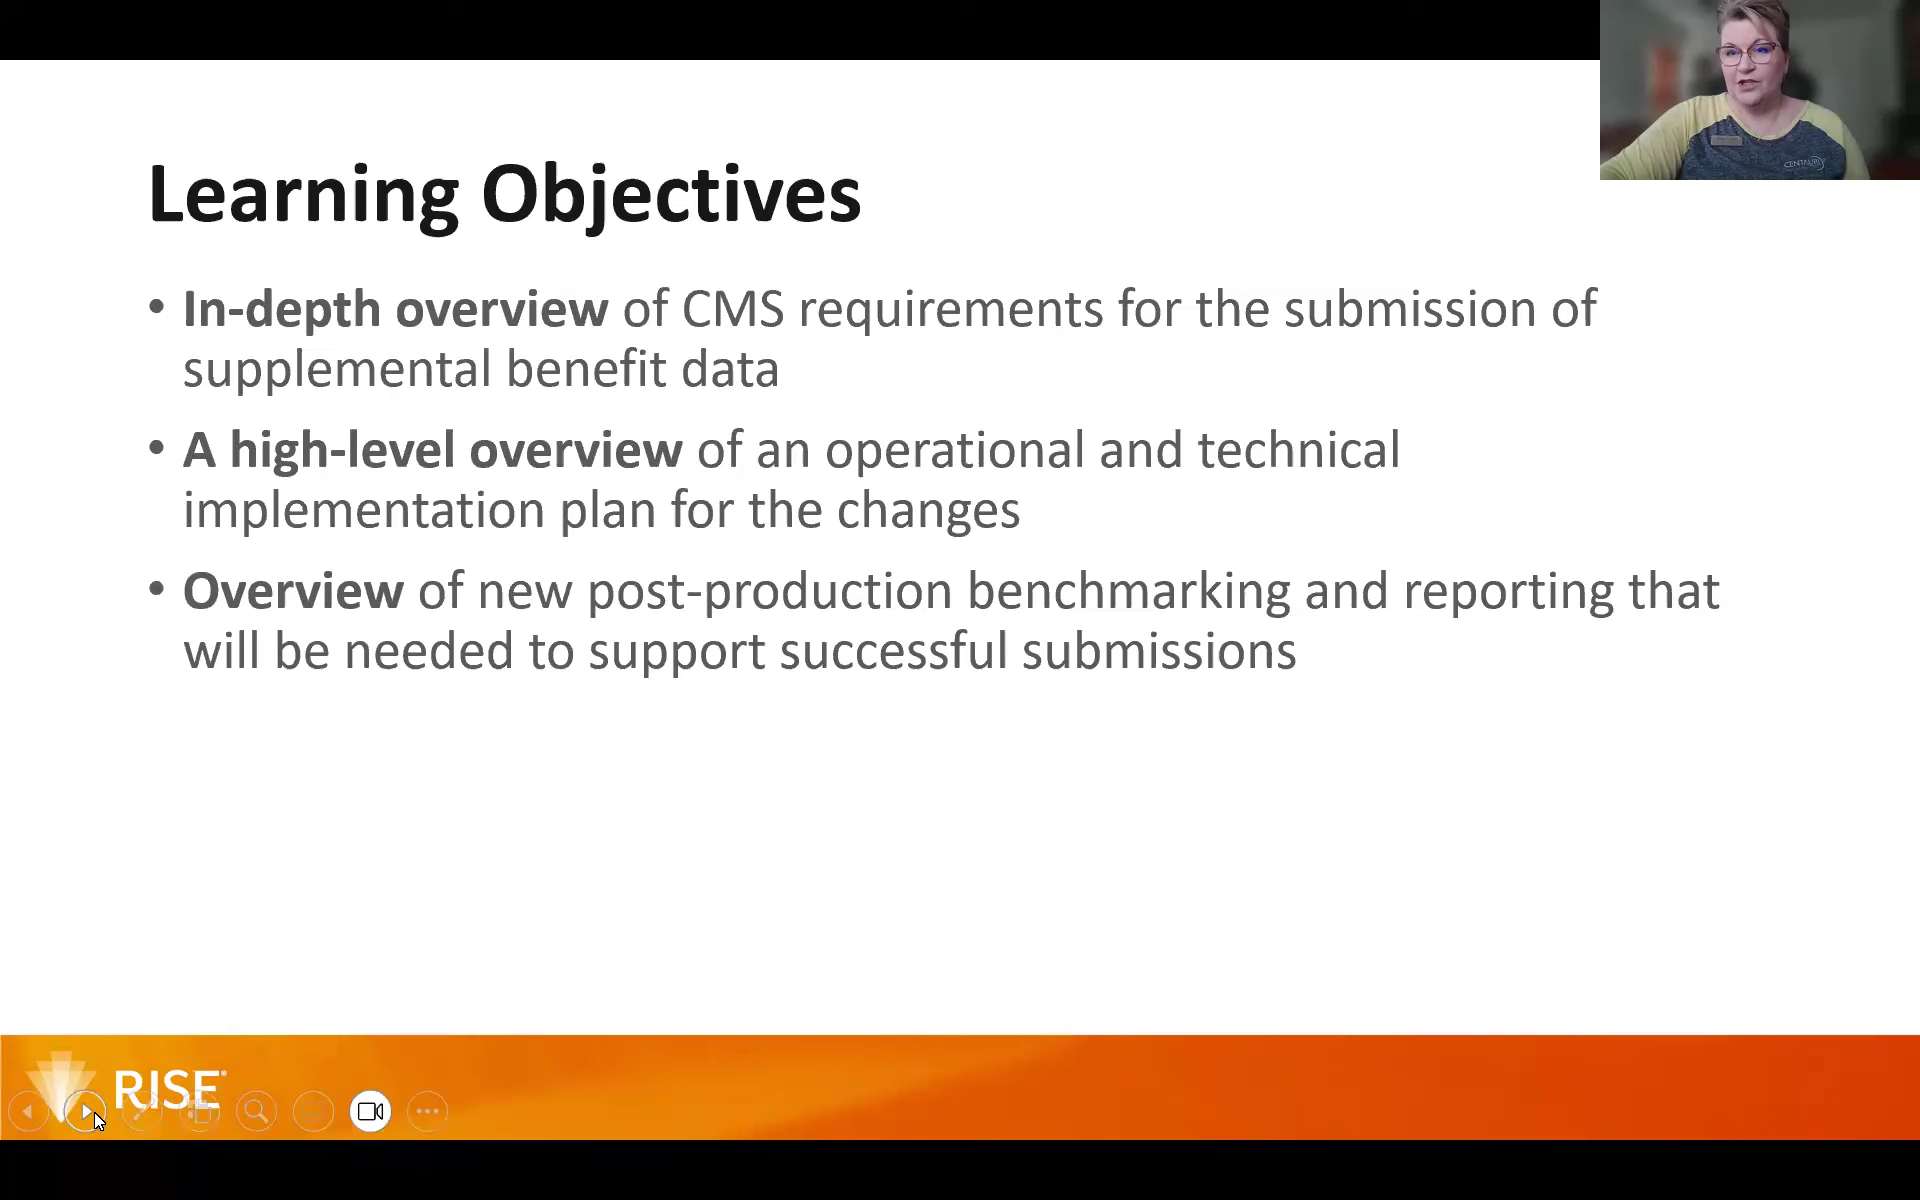 CENTAURI
Learning Objectives
• In-depth overview of CMS requirements for the submission of
supplemental benefit data
• A high-level overview of an operational and technical
implementation plan for the changes
• Overview of new post-production benchmarking and reporting that
will be needed to support successful submissions
RISE®